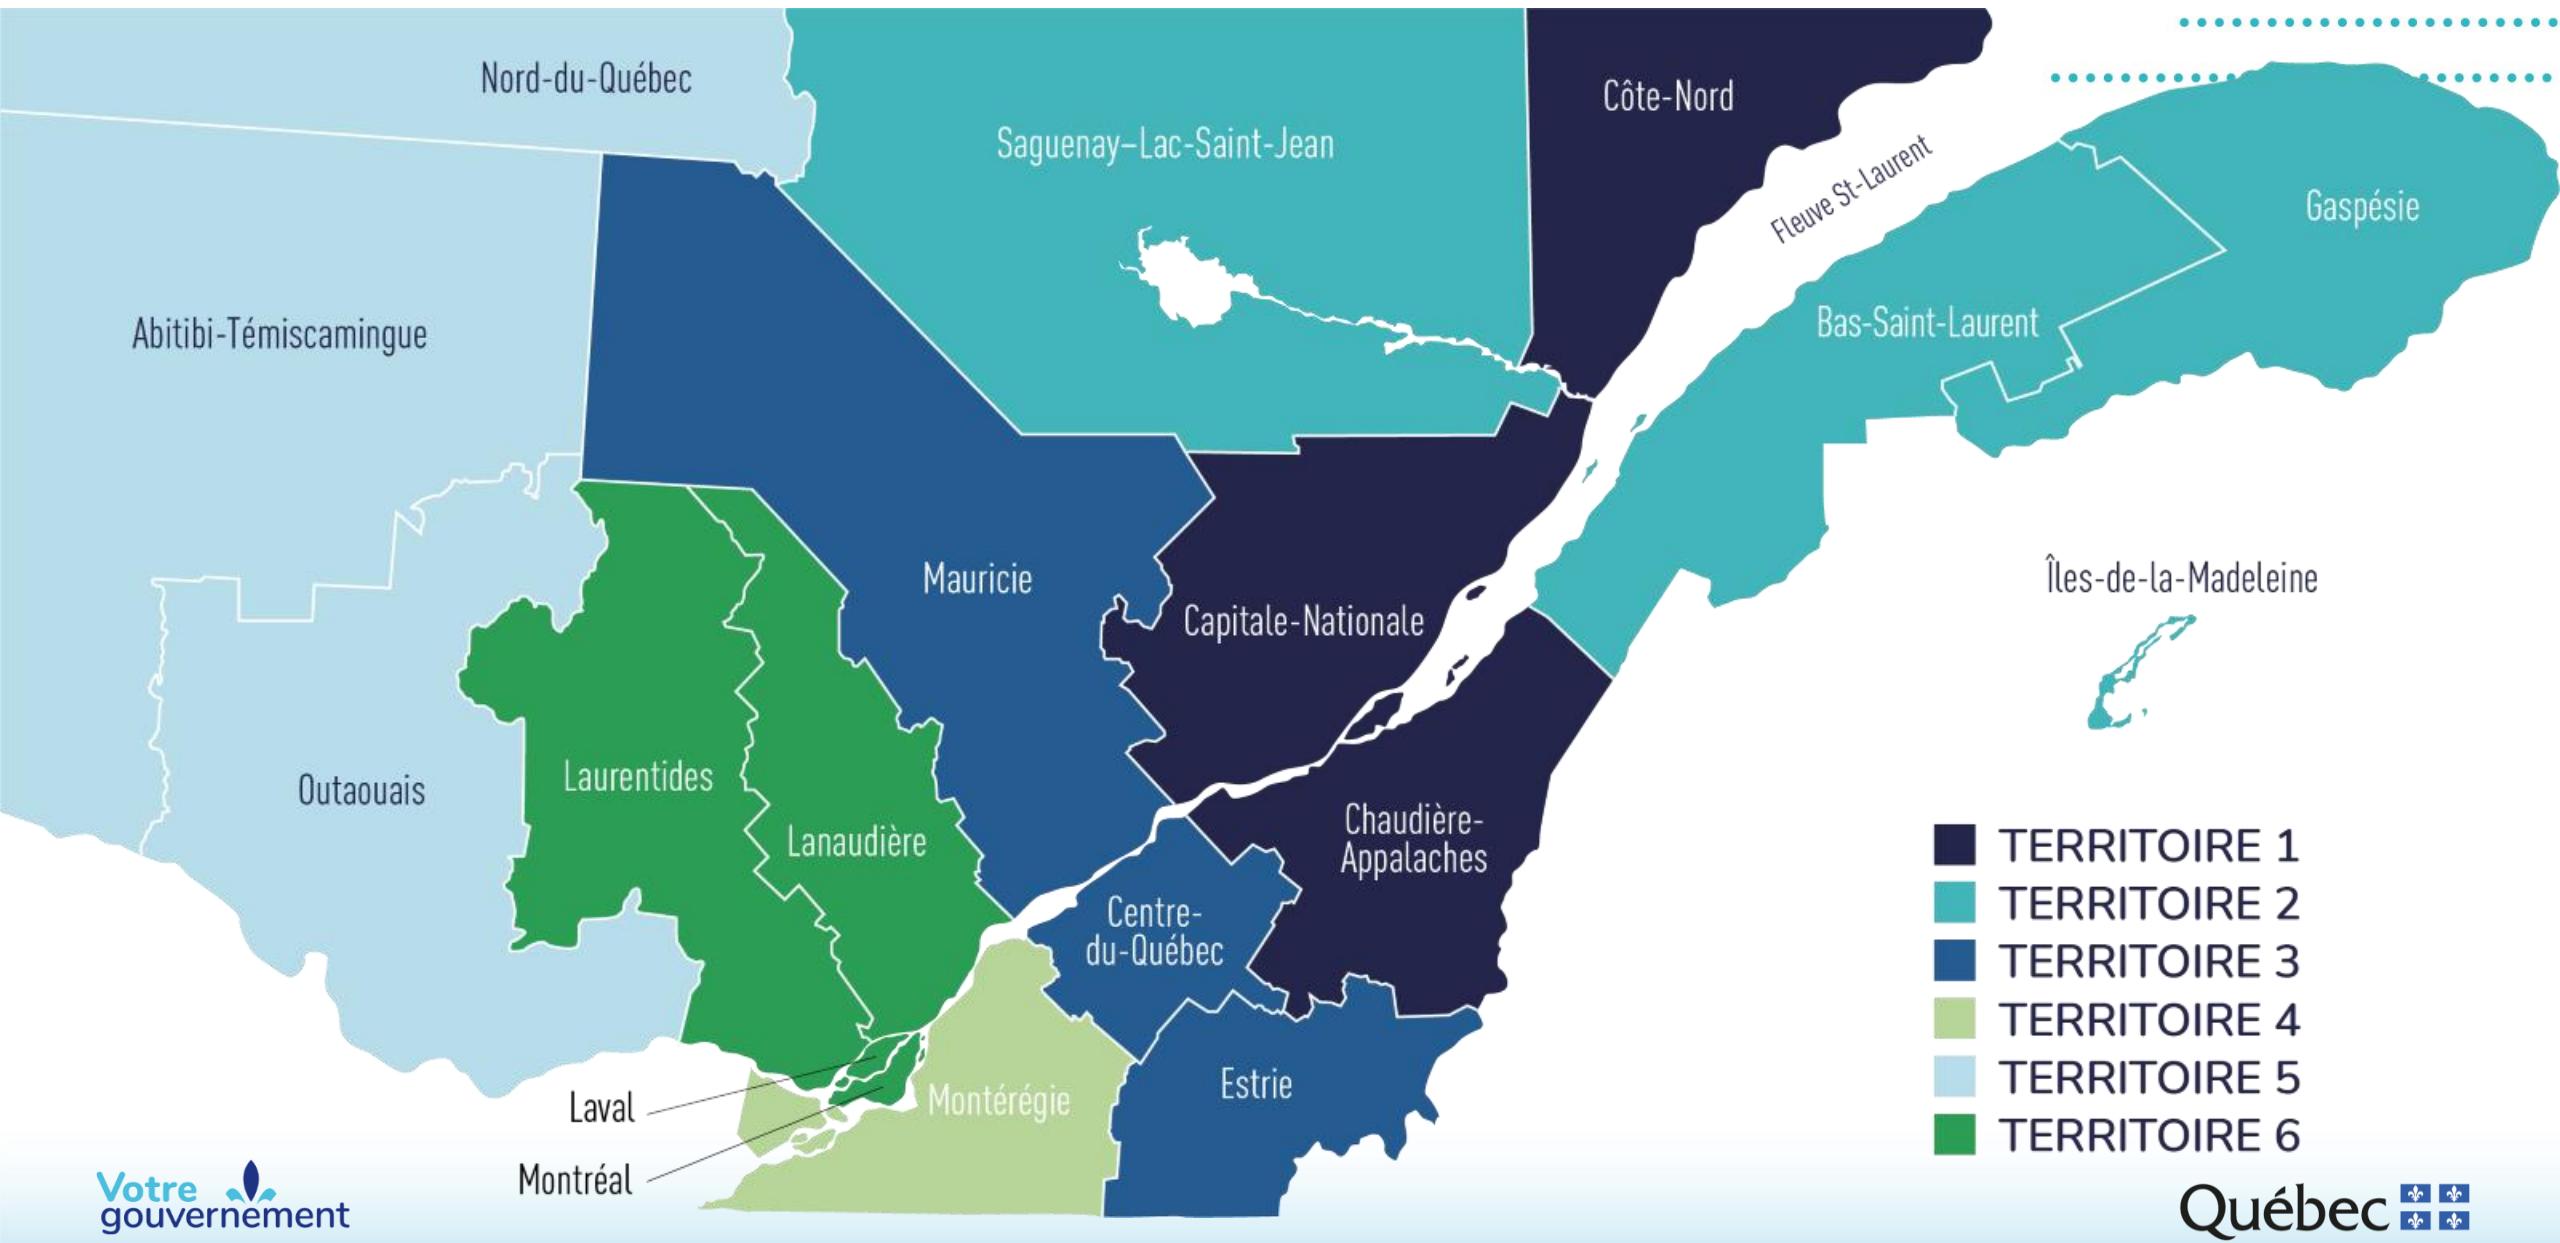 Nord-du-Québec
Côte-Nord
Saguenay–Lac-Saint-Jean
Fleuve St-Laurent
Gaspésie
Abitibi-Témiscamingue
Bas-Saint-Laurent
Mauricie
Capitale-Nationale
Îles-de-la-Madeleine
Outaouais
Laurentides
Lanaudière
Chaudière-
Appalaches
Centre-
du-Québec
Estrie
Montérégie
Laval
Montréal
TERRITOIRE 1
TERRITOIRE 2
TERRITOIRE 3
TERRITOIRE 4
TERRITOIRE 5
TERRITOIRE 6
Votre
gouvernement
Québec